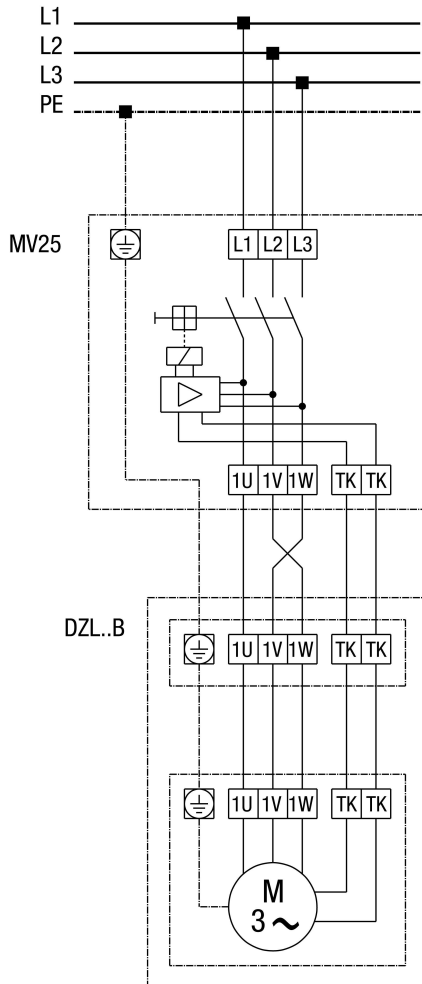 L1
L2
L3
PE
MV25
L1 L2 L3
1U 1V 1W TK TK
DZL..B
1U 1V 1W TK TK
1U 1V 1W TK TK
M
3 ~